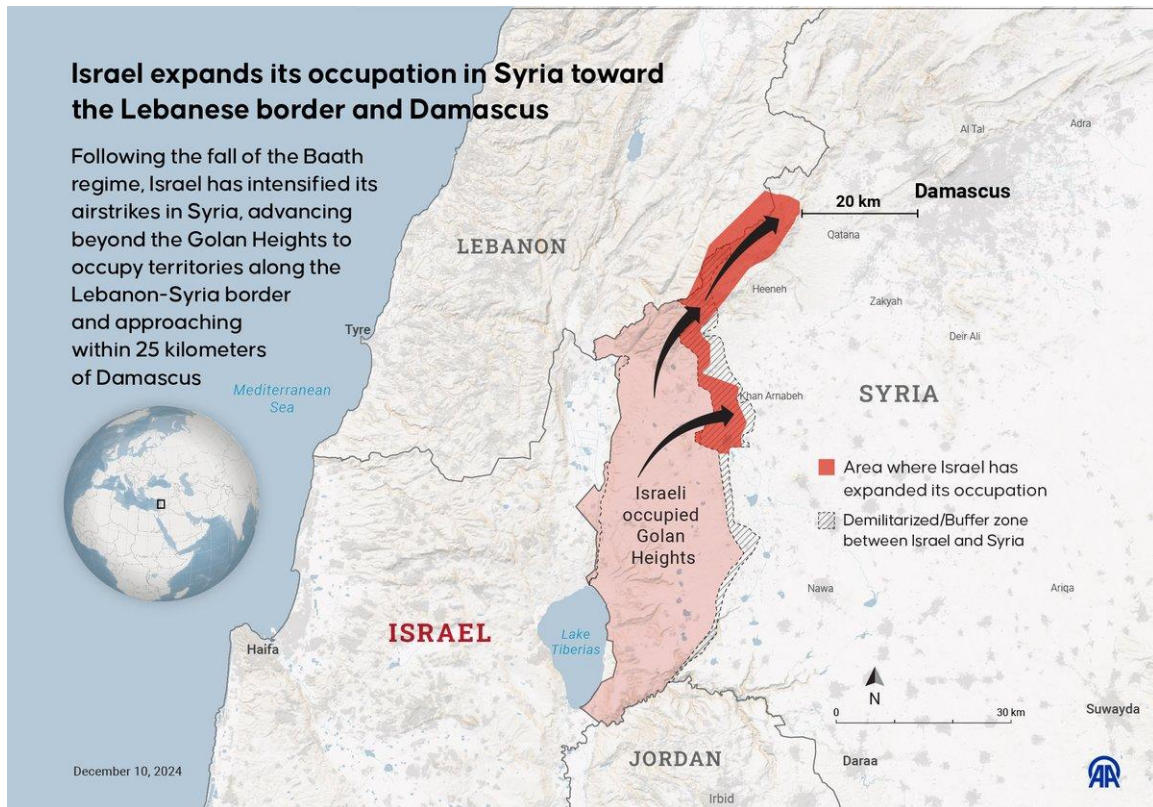 Israel expands its occupation in Syria toward
the Lebanese border and Damascus
Following the fall of the Baath
regime, Israel has intensified its
airstrikes in Syria, advancing
beyond the Golan Heights to
occupy territories along the
Lebanon-Syria border
and approaching
within 25 kilometers
of Damascus
Al Tal
Adra
Damascus
20 km
Qatana
LEBANON
Heeneh
Zakyah
Tyre
Deir Ali
Mediterranean
Sea
Khan Arnabeh
SYRIA
Area where Israel has
expanded its occupation
Demilitarized/Buffer zone
between Israel and Syria
Israeli
occupied
Golan
Heights
Nawa
Ariqa
ISRAEL
Lake
Tiberias
Haifa
N
0
30 km
Suwayda
JORDAN
Daraa
December 10, 2024
Irbid
AA